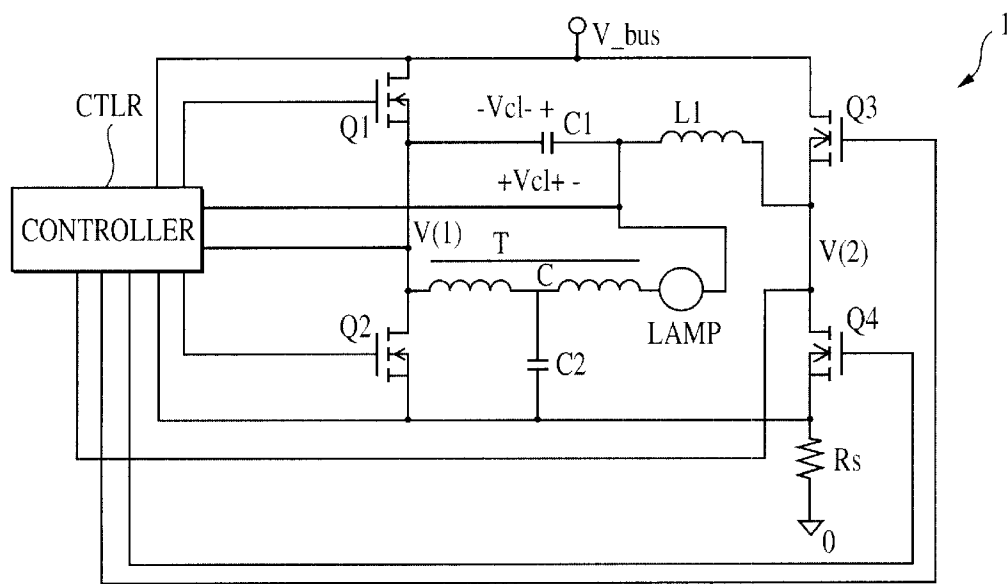 1
V_bus
CTLR
Q1
-Vcl- +
C1
L1
Q3
+Vcl+ -
CONTROLLER
V(1)
T
C
V(2)
LAMP
Q2
C2
Q4
Rs
0